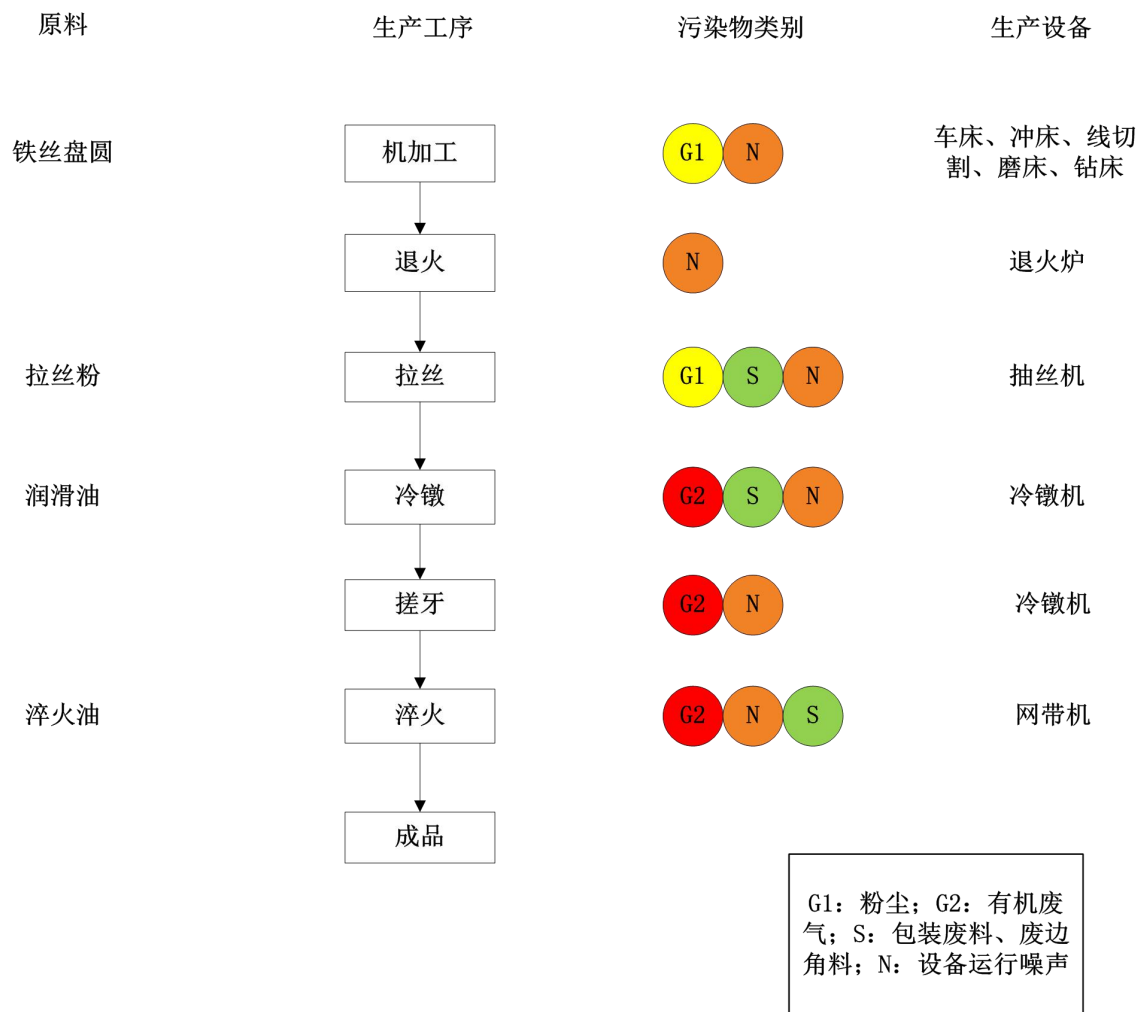 原料 生产工序 污染物类别 生产设备
铁丝盘圆 机加工 G1 N 车床、冲床、线切
割、磨床、钻床
退火 N 退火炉
拉丝粉 拉丝 G1 S N 抽丝机
润滑油 冷镦 G2 S N 冷镦机
搓牙 G2 N 冷镦机
淬火油 淬火 G2 N S 网带机
成品
G1：粉尘；G2：有机废
气；S：包装废料、废边
角料；N：设备运行噪声